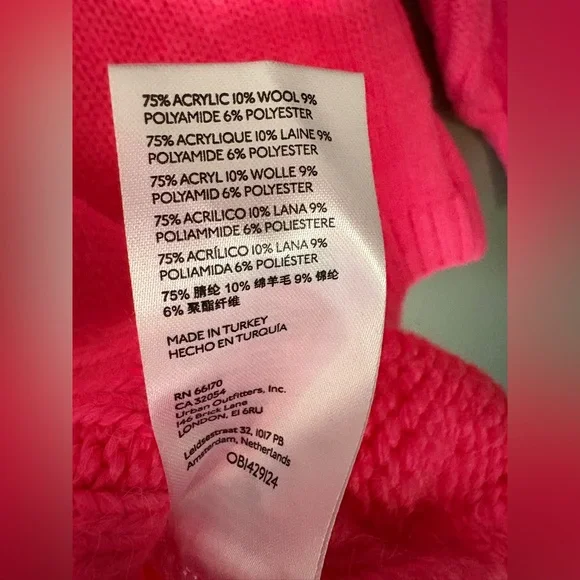 75% ACRYLIC 10% WOOL 9%
POLYAMIDE 6% POLYESTER
75% ACRYLIQUE 10% LAINE 9%
POLYAMIDE 6% POLYESTER
75% ACRYL 10% WOLLE 9%
POLYAMID 6% POLYESTER
75% ACRILICO 10% LANA 9%
POLIAMMIDE 6% POLIESTERE
75% ACRÍLICO 10% LANA 9%
POLIAMIDA 6% POLIÉSTER
75% 腈纶 10% 绵羊毛 9% 锦纶
6% 聚酯纤维
MADE IN TURKEY
HECHO EN TURQUÍA
RN 66170
CA 32054
Urban Outfitters, Inc.
146 Brick Lane
LONDON, E1 6RU
Leidsestraat 32, 1017 PB
Amsterdam, Netherlands
OB1429124